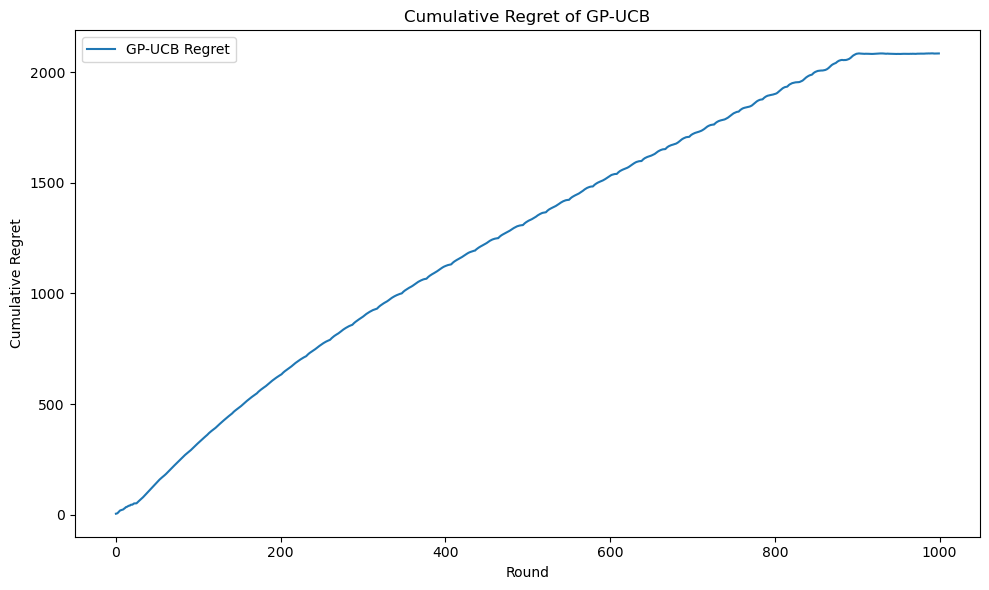 Cumulative Regret of GP-UCB
GP-UCB Regret
Cumulative Regret
2000
1500
1000
500
0
0 200 400 600 800 1000
Round